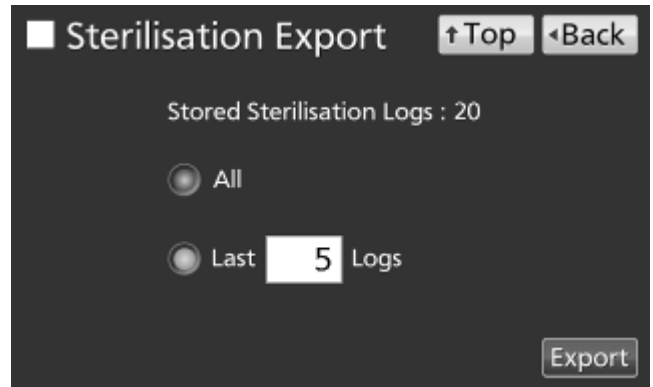 Sterilisation Export
Top
Back
Stored Sterilisation Logs : 20
All
Last 5 Logs
Export